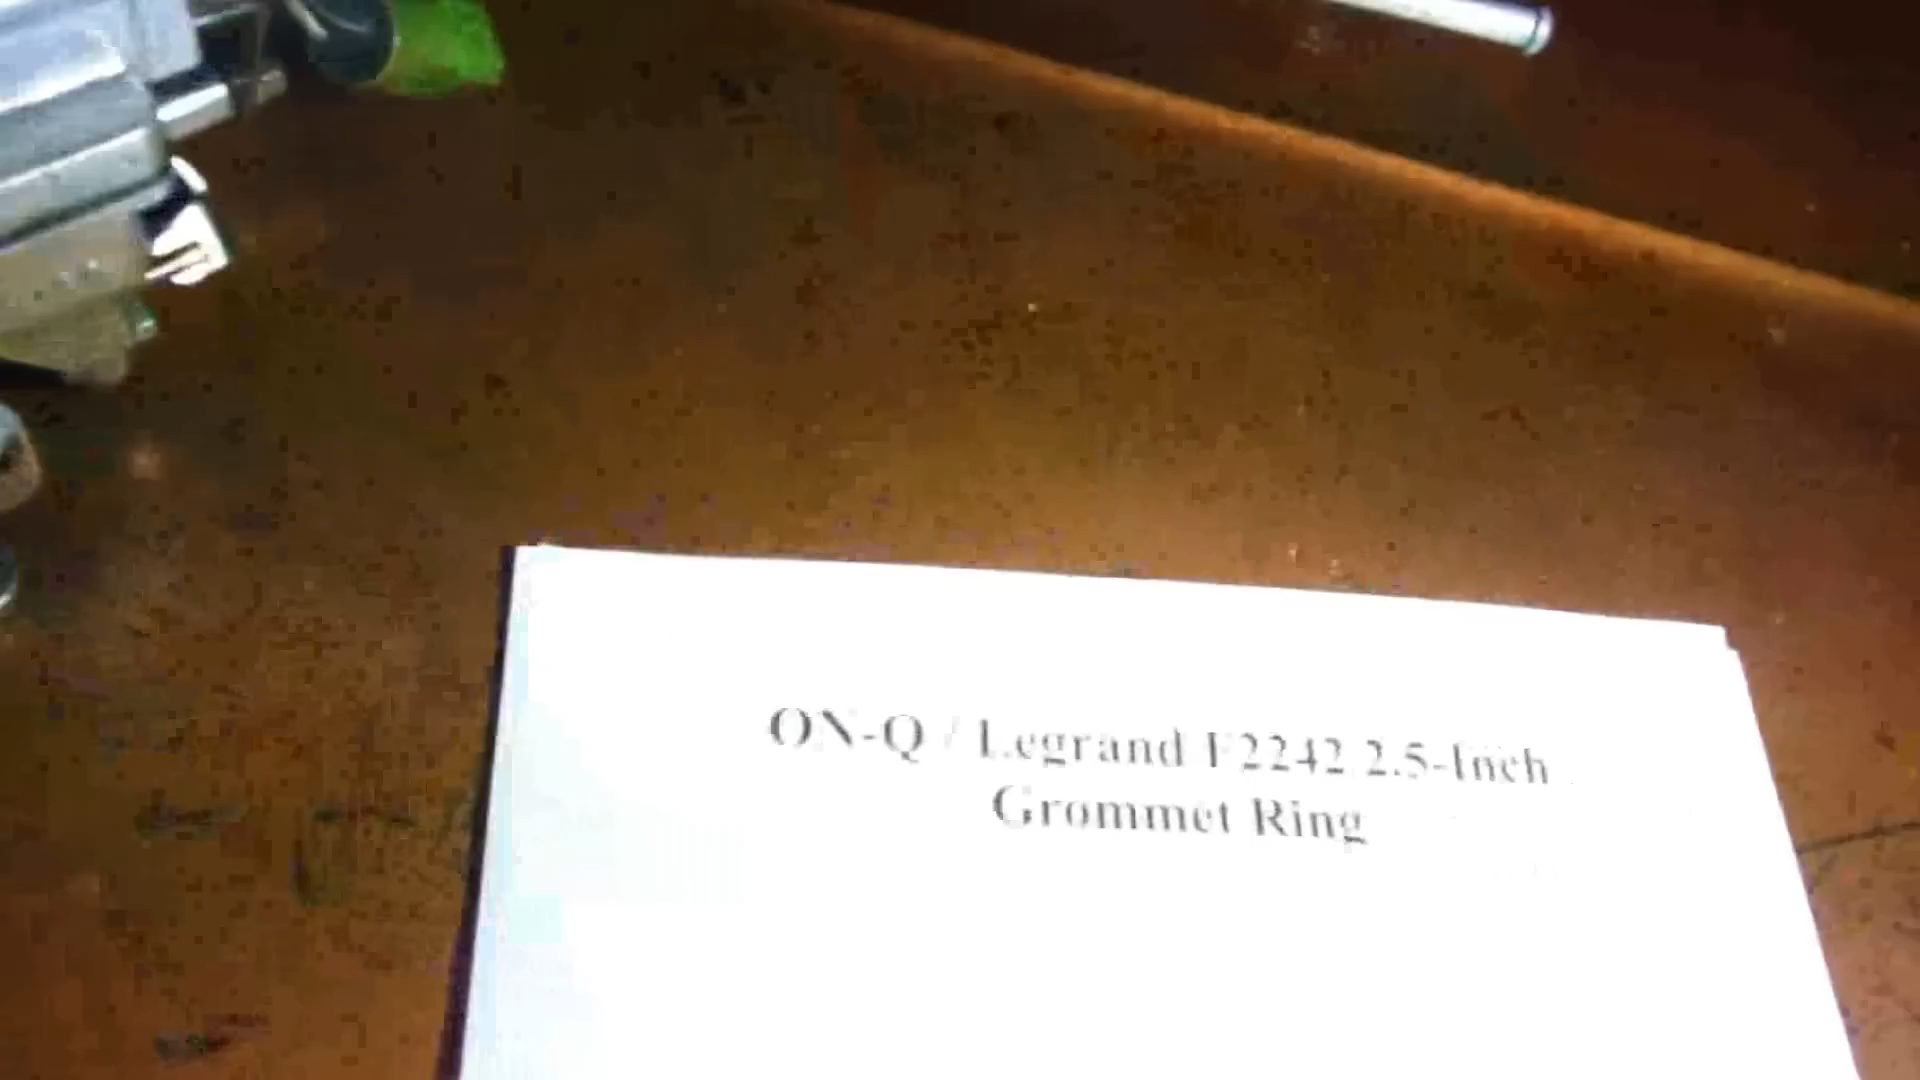 ON-Q / Legrand F2242 2.5-Inch
Grommet Ring